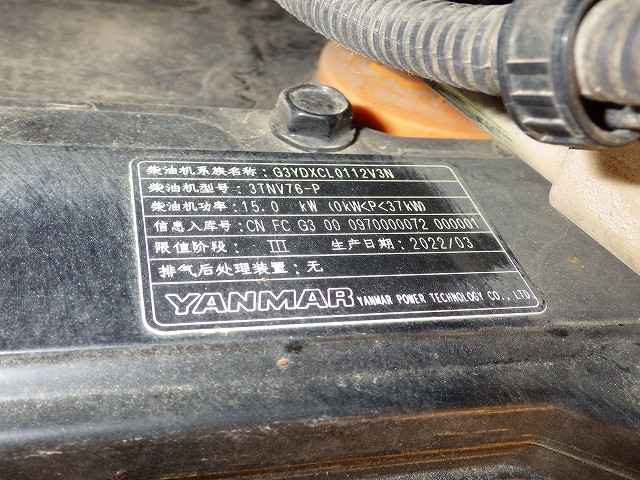 柴油机系族名称：G3YDXCL0112V3N
柴油机型号：3TNV76-P
柴油机功率：15.0 kW (0kW<P<37kW)
信息入库号：CN FC G3 00 0970000072 000001
限值阶段： III 生产日期：2022/03
排气后处理装置：无
YANMAR YANMAR POWER TECHNOLOGY CO., LTD.